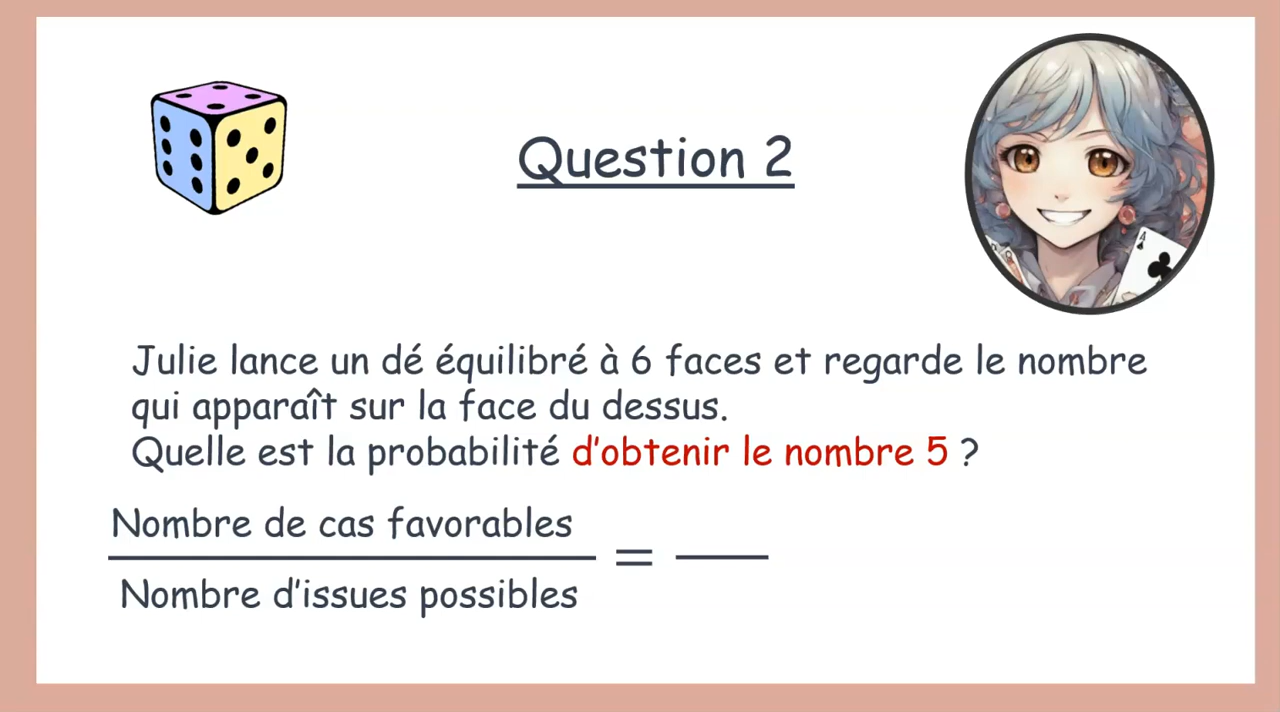 Question 2
Julie lance un dé équilibré à 6 faces et regarde le nombre
qui apparaît sur la face du dessus.
Quelle est la probabilité d'obtenir le nombre 5 ?
Nombre de cas favorables
=
Nombre d'issues possibles
A